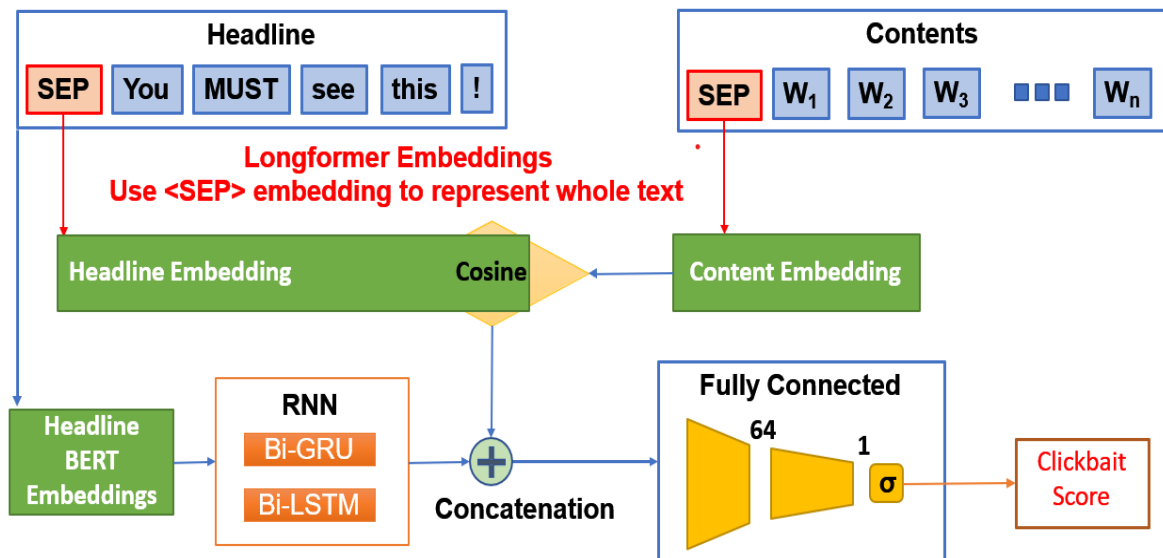 Headline
SEP You MUST see this !
Contents
SEP W1 W2 W3 Wn
Longformer Embeddings
Use <SEP> embedding to represent whole text
Headline Embedding
Cosine
Content Embedding
Headline
BERT
Embeddings
RNN
Bi-GRU
Bi-LSTM
Concatenation
Fully Connected
64
1
σ
Clickbait
Score